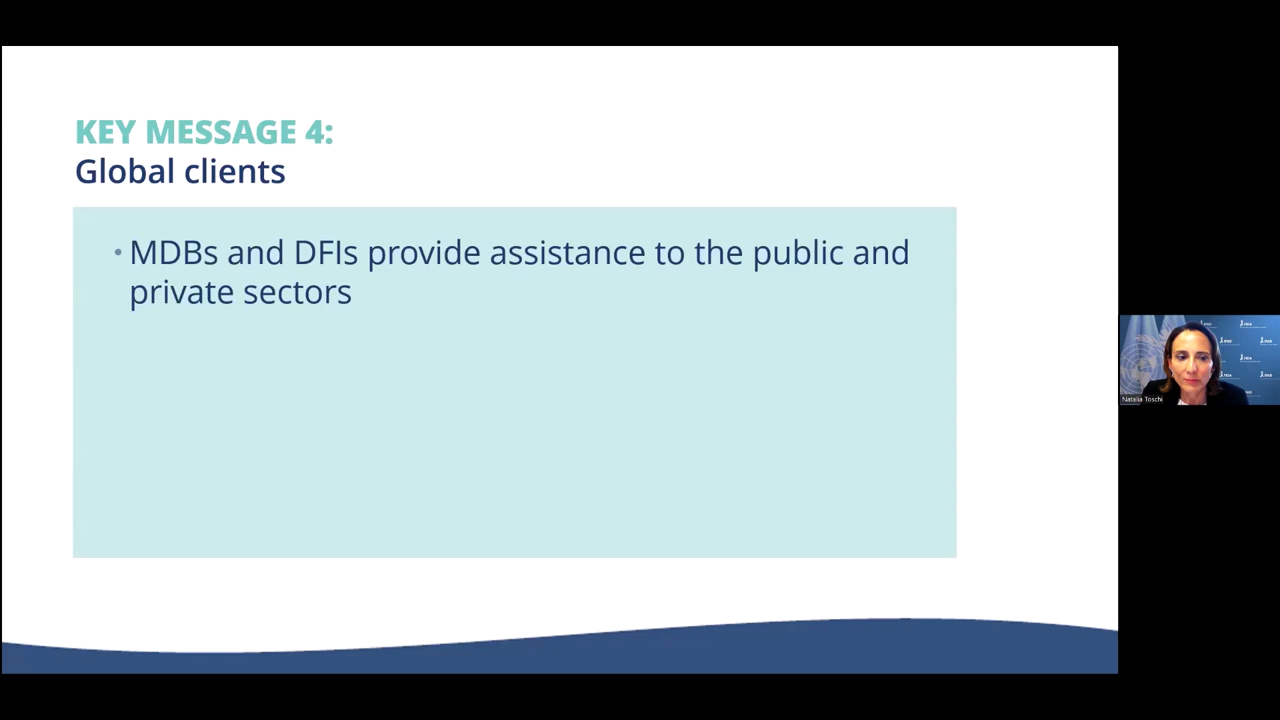 KEY MESSAGE 4:
Global clients
• MDBs and DFIs provide assistance to the public and
private sectors
Natalia Toschi